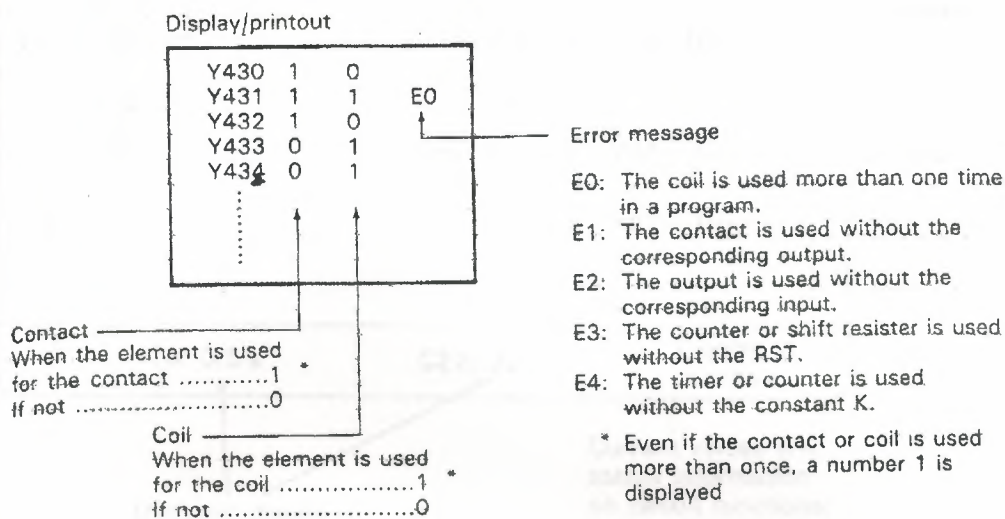 Display/printout
Y430 1 0
Y431 1 1 E0
Y432 1 0
Y433 0 1
Y434 0 1
Error message
E0: The coil is used more than one time
in a program.
E1: The contact is used without the
corresponding output.
E2: The output is used without the
corresponding input.
E3: The counter or shift resister is used
without the RST.
E4: The timer or counter is used
without the constant K.
* Even if the contact or coil is used
more than once, a number 1 is
displayed
Contact
When the element is used
for the contact ...........1 *
If not .......................0
Coil
When the element is used
for the coil .................1 *
If not ........................0